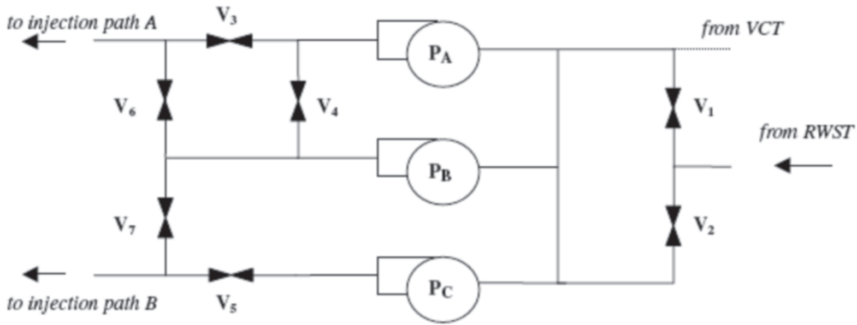 to injection path A
V3
PA
from VCT
V6
V4
V1
from RWST
PB
V7
V2
to injection path B
V5
PC